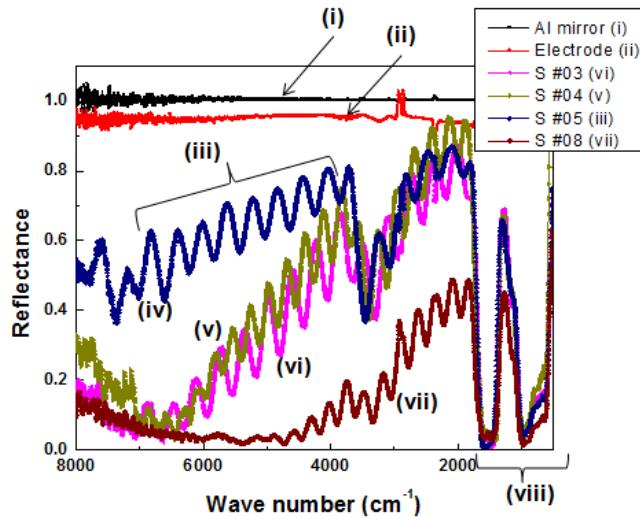 (i)
(ii)
Al mirror (i)
Electrode (ii)
S #03 (vi)
S #04 (v)
S #05 (iii)
S #08 (vii)
1.0
0.8
0.6
0.4
0.2
0.0
Reflectance
(iii)
(iv)
(v)
(vi)
(vii)
8000
6000
4000
2000
Wave number (cm⁻¹)
(viii)